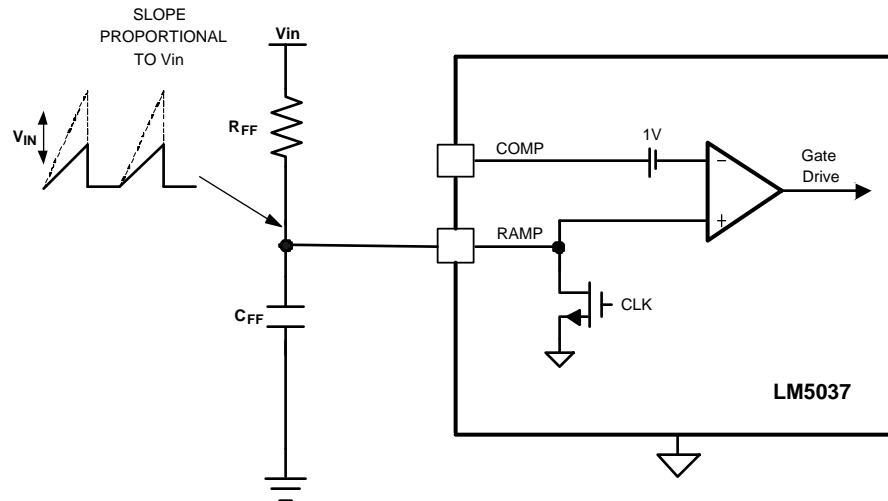 SLOPE
PROPORTIONAL
TO Vin
Vin
VIN
RFF
COMP
1V
Gate
Drive
−
+
RAMP
CFF
CLK
LM5037